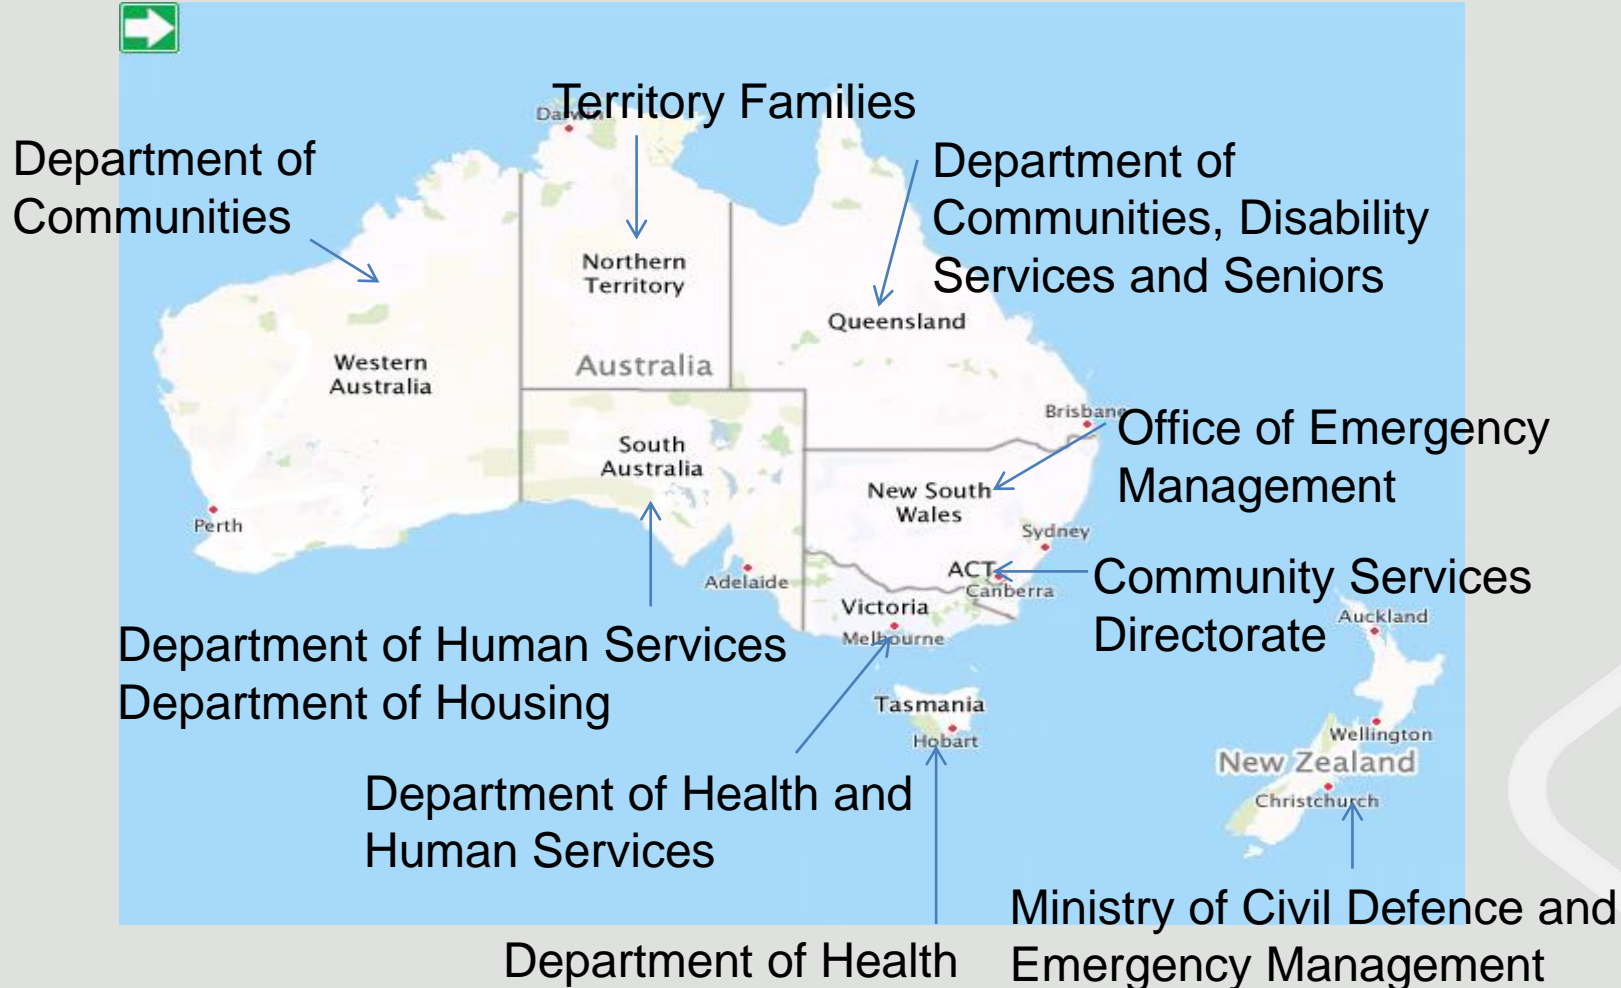 Territory Families
Darwin
Department of
Communities
Department of
Communities, Disability
Services and Seniors
Northern
Territory
Queensland
Western
Australia
Australia
Brisbane
Office of Emergency
Management
South
Australia
New South
Wales
Perth
Sydney
Adelaide
ACT
Canberra
Community Services
Directorate
Victoria
Melbourne
Auckland
Department of Human Services
Department of Housing
Tasmania
Hobart
Wellington
New Zealand
Christchurch
Department of Health and
Human Services
Ministry of Civil Defence and
Emergency Management
Department of Health